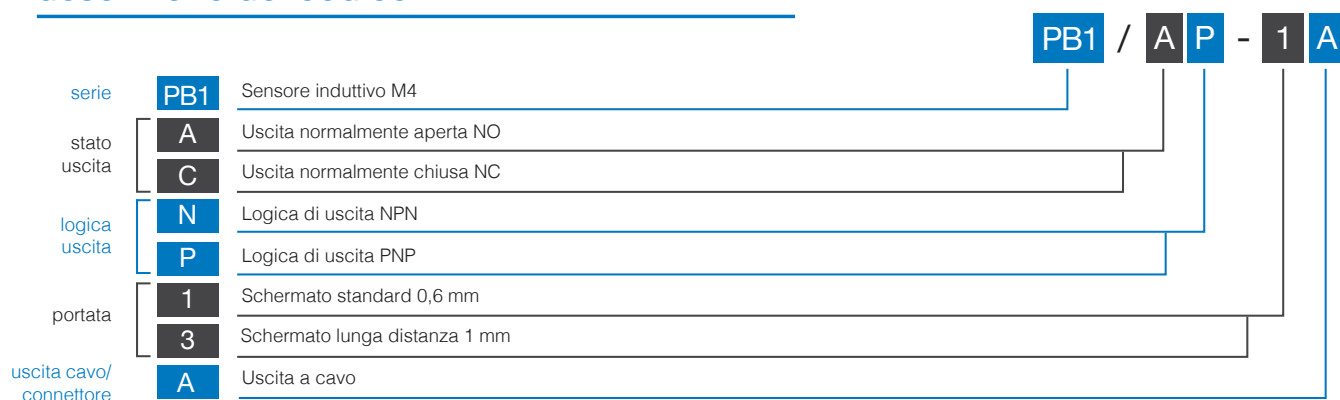 PB1 / A P - 1 A
serie PB1 Sensore induttivo M4
stato uscita
A Uscita normalmente aperta NO
C Uscita normalmente chiusa NC
logica uscita
N Logica di uscita NPN
P Logica di uscita PNP
portata
1 Schermato standard 0,6 mm
3 Schermato lunga distanza 1 mm
uscita cavo/ connettore
A Uscita a cavo